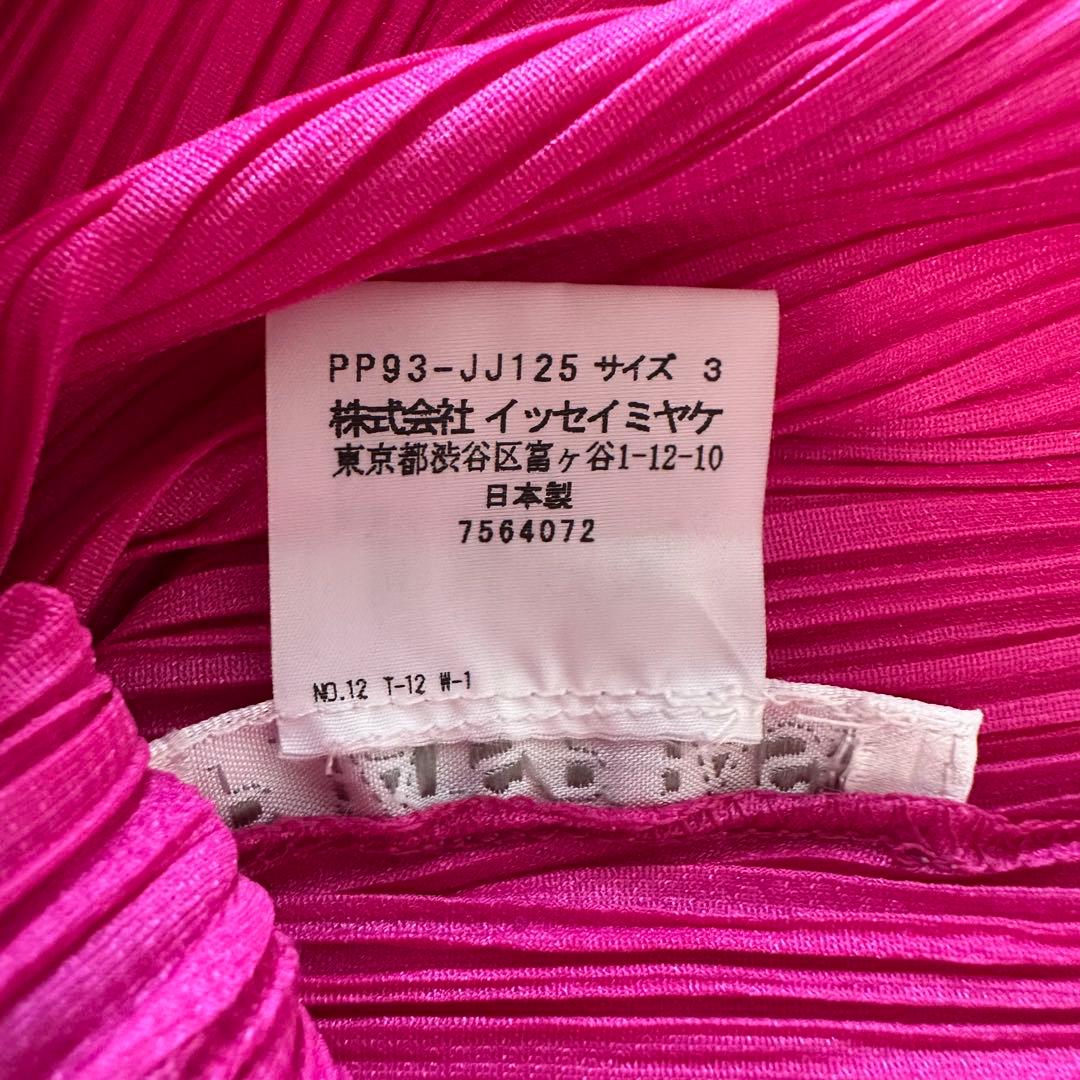 PP93-JJ125 サイズ 3
株式会社 イッセイミヤケ
東京都渋谷区富ヶ谷1-12-10
日本製
7564072
NO.12 T-12 W-1